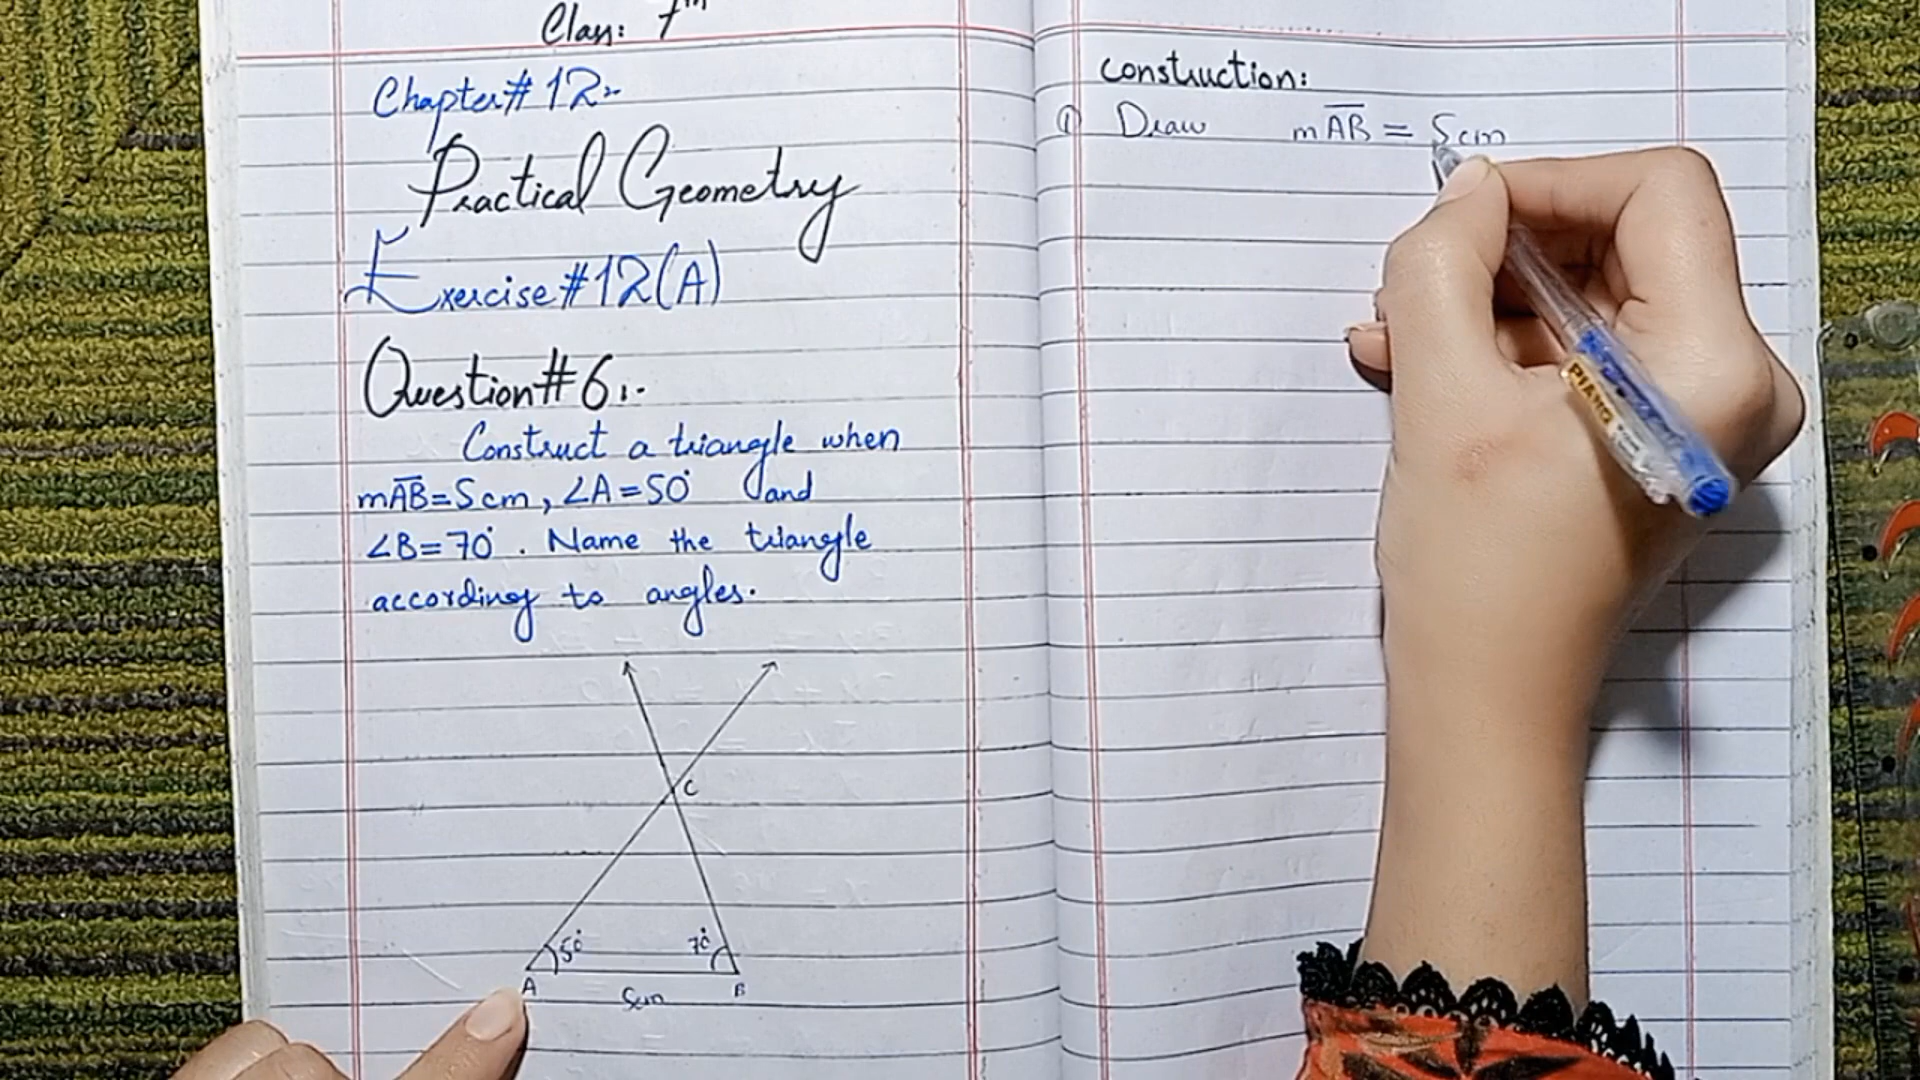 Class: 7th
Chapter# 12:-
Practical Geometry
Exercise#12(A)
Question#6:-
Construct a triangle when
mAB=5cm, ∠A=50° and
∠B=70°. Name the triangle
according to angles.
C
50° 70°
A 5cm B
construction:
① Draw mAB = 5cm
PIANO